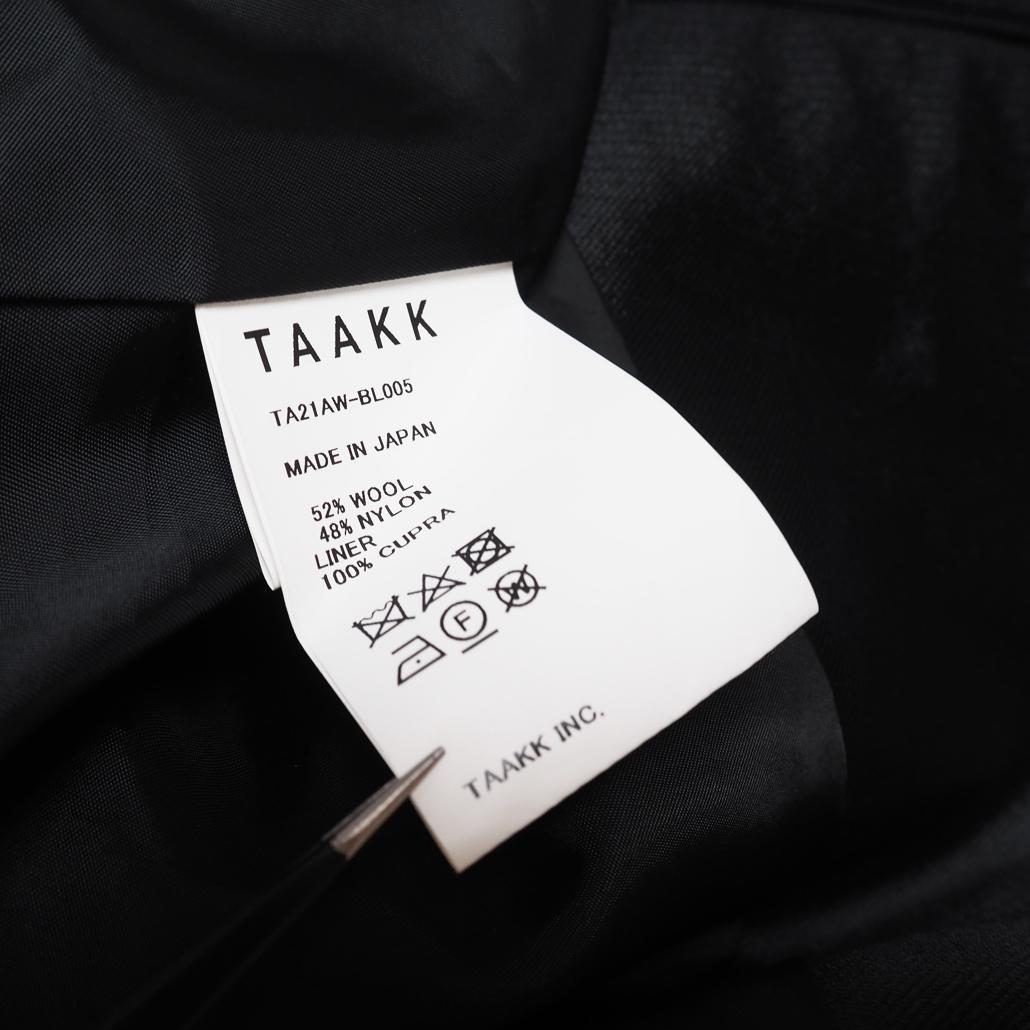 TAAKK
TA21AW-BL005
MADE IN JAPAN
52% WOOL
48% NYLON
LINER
100% CUPRA
F
W
TAAKK INC.